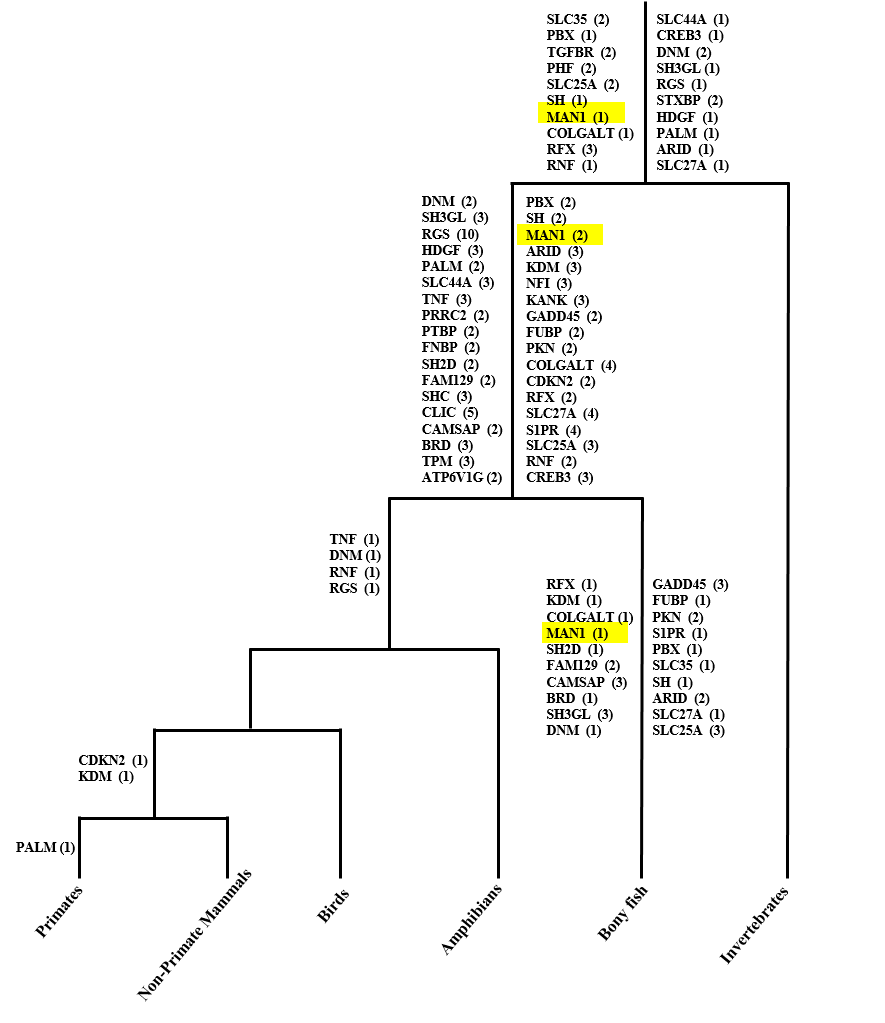 SLC35 (2)
PBX (1)
TGFBR (2)
PHF (2)
SLC25A (2)
SH (1)
MAN1 (1)
COLGALT (1)
RFX (3)
RNF (1)
SLC44A (1)
CREB3 (1)
DNM (2)
SH3GL (1)
RGS (1)
STXBP (2)
HDGF (1)
PALM (1)
ARID (1)
SLC27A (1)
DNM (2)
SH3GL (3)
RGS (10)
HDGF (3)
PALM (2)
SLC44A (3)
TNF (3)
PRRC2 (2)
PTBP (2)
FNBP (2)
SH2D (2)
FAM129 (2)
SHC (3)
CLIC (5)
CAMSAP (2)
BRD (3)
TPM (3)
ATP6V1G (2)
PBX (2)
SH (2)
MAN1 (2)
ARID (3)
KDM (3)
NFI (3)
KANK (3)
GADD45 (2)
FUBP (2)
PKN (2)
COLGALT (4)
CDKN2 (2)
RFX (2)
SLC27A (4)
S1PR (4)
SLC25A (3)
RNF (2)
CREB3 (3)
TNF (1)
DNM (1)
RNF (1)
RGS (1)
RFX (1)
KDM (1)
COLGALT (1)
MAN1 (1)
SH2D (1)
FAM129 (2)
CAMSAP (3)
BRD (1)
SH3GL (3)
DNM (1)
GADD45 (3)
FUBP (1)
PKN (2)
S1PR (1)
PBX (1)
SLC35 (1)
SH (1)
ARID (2)
SLC27A (1)
SLC25A (3)
CDKN2 (1)
KDM (1)
PALM (1)
Primates
Non-Primate Mammals
Birds
Amphibians
Bony fish
Invertebrates